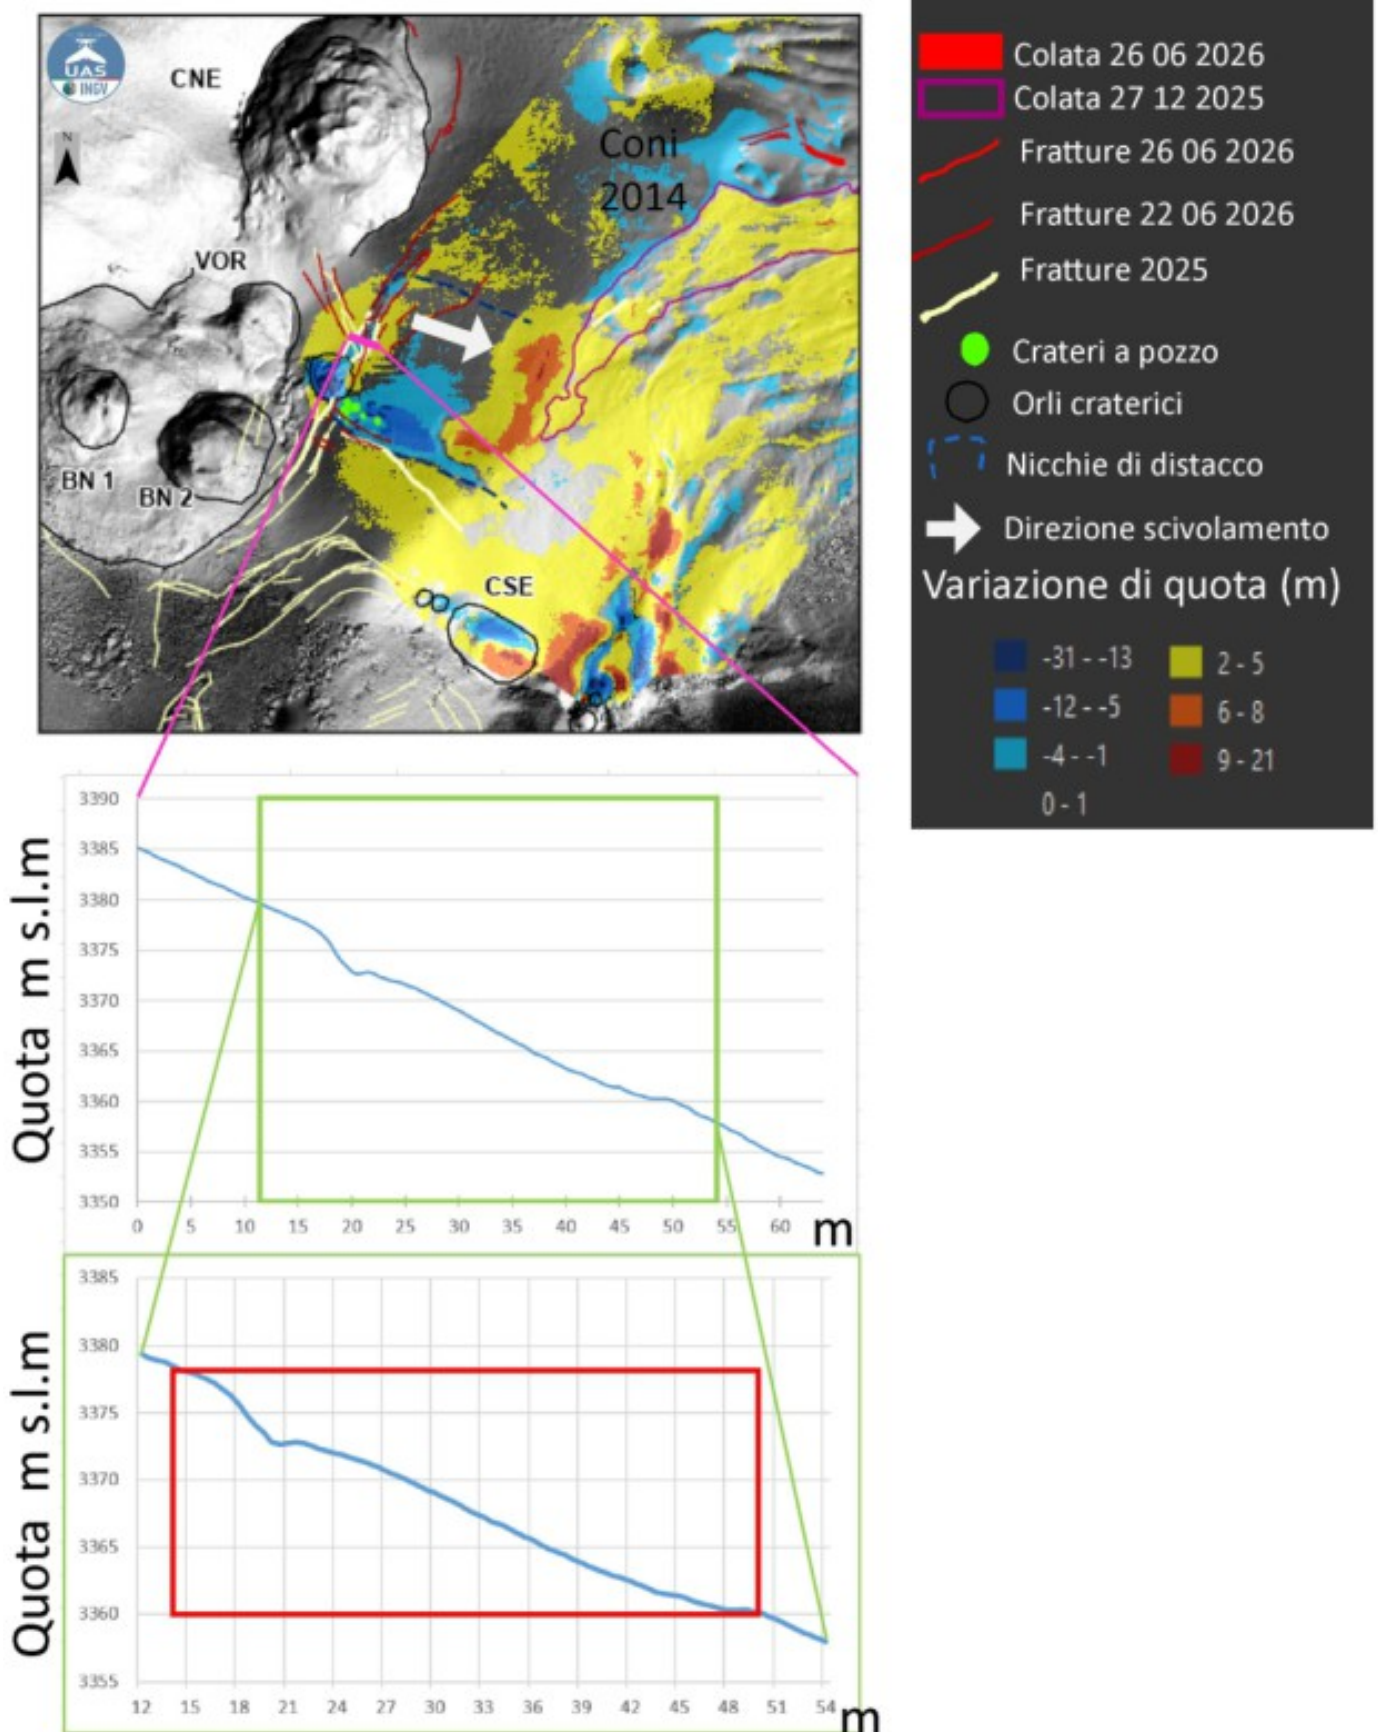 UAS
INGV
N
CNE
VOR
BN 1
BN 2
Coni
2014
CSE
Colata 26 06 2026
Colata 27 12 2025
Fratture 26 06 2026
Fratture 22 06 2026
Fratture 2025
Crateri a pozzo
Orli craterici
Nicchie di distacco
Direzione scivolamento
Variazione di quota (m)
-31 - -13
-12 - -5
-4 - -1
0 - 1
2 - 5
6 - 8
9 - 21
Quota m s.l.m
3390
3385
3380
3375
3370
3365
3360
3355
3350
0 5 10 15 20 25 30 35 40 45 50 55 60 m
Quota m s.l.m
3385
3380
3375
3370
3365
3360
3355
12 15 18 21 24 27 30 33 36 39 42 45 48 51 54 m